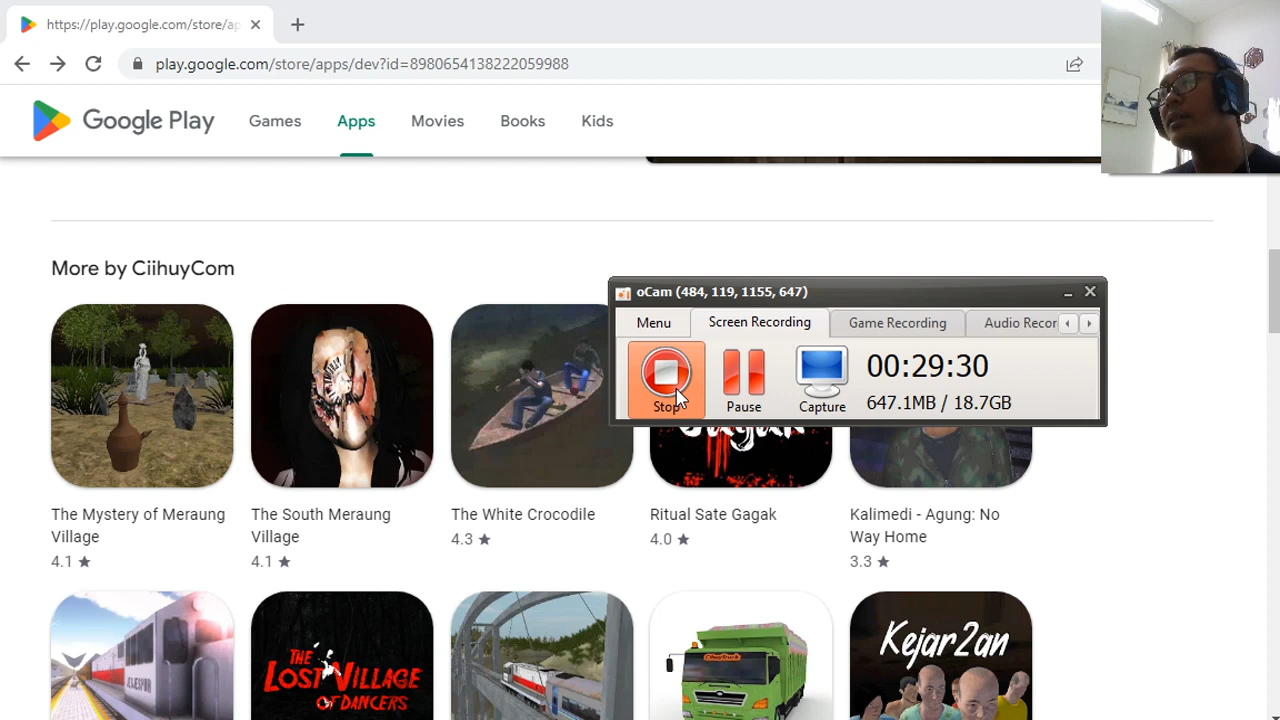 https://play.google.com/store/ap
play.google.com/store/apps/dev?id=8980654138222059988
Google Play
Games
Apps
Movies
Books
Kids
More by CiihuyCom
oCam (484, 119, 1155, 647)
Menu
Screen Recording
Game Recording
Audio Recor
Stop
Pause
Capture
00:29:30
647.1MB / 18.7GB
The Mystery of Meraung
Village
4.1 ★
The South Meraung
Village
4.1 ★
The White Crocodile
4.3 ★
Ritual Sate Gagak
4.0 ★
Kalimedi - Agung: No
Way Home
3.3 ★
THE
LOST VILLAGE
OF DANCERS
Kejar2an